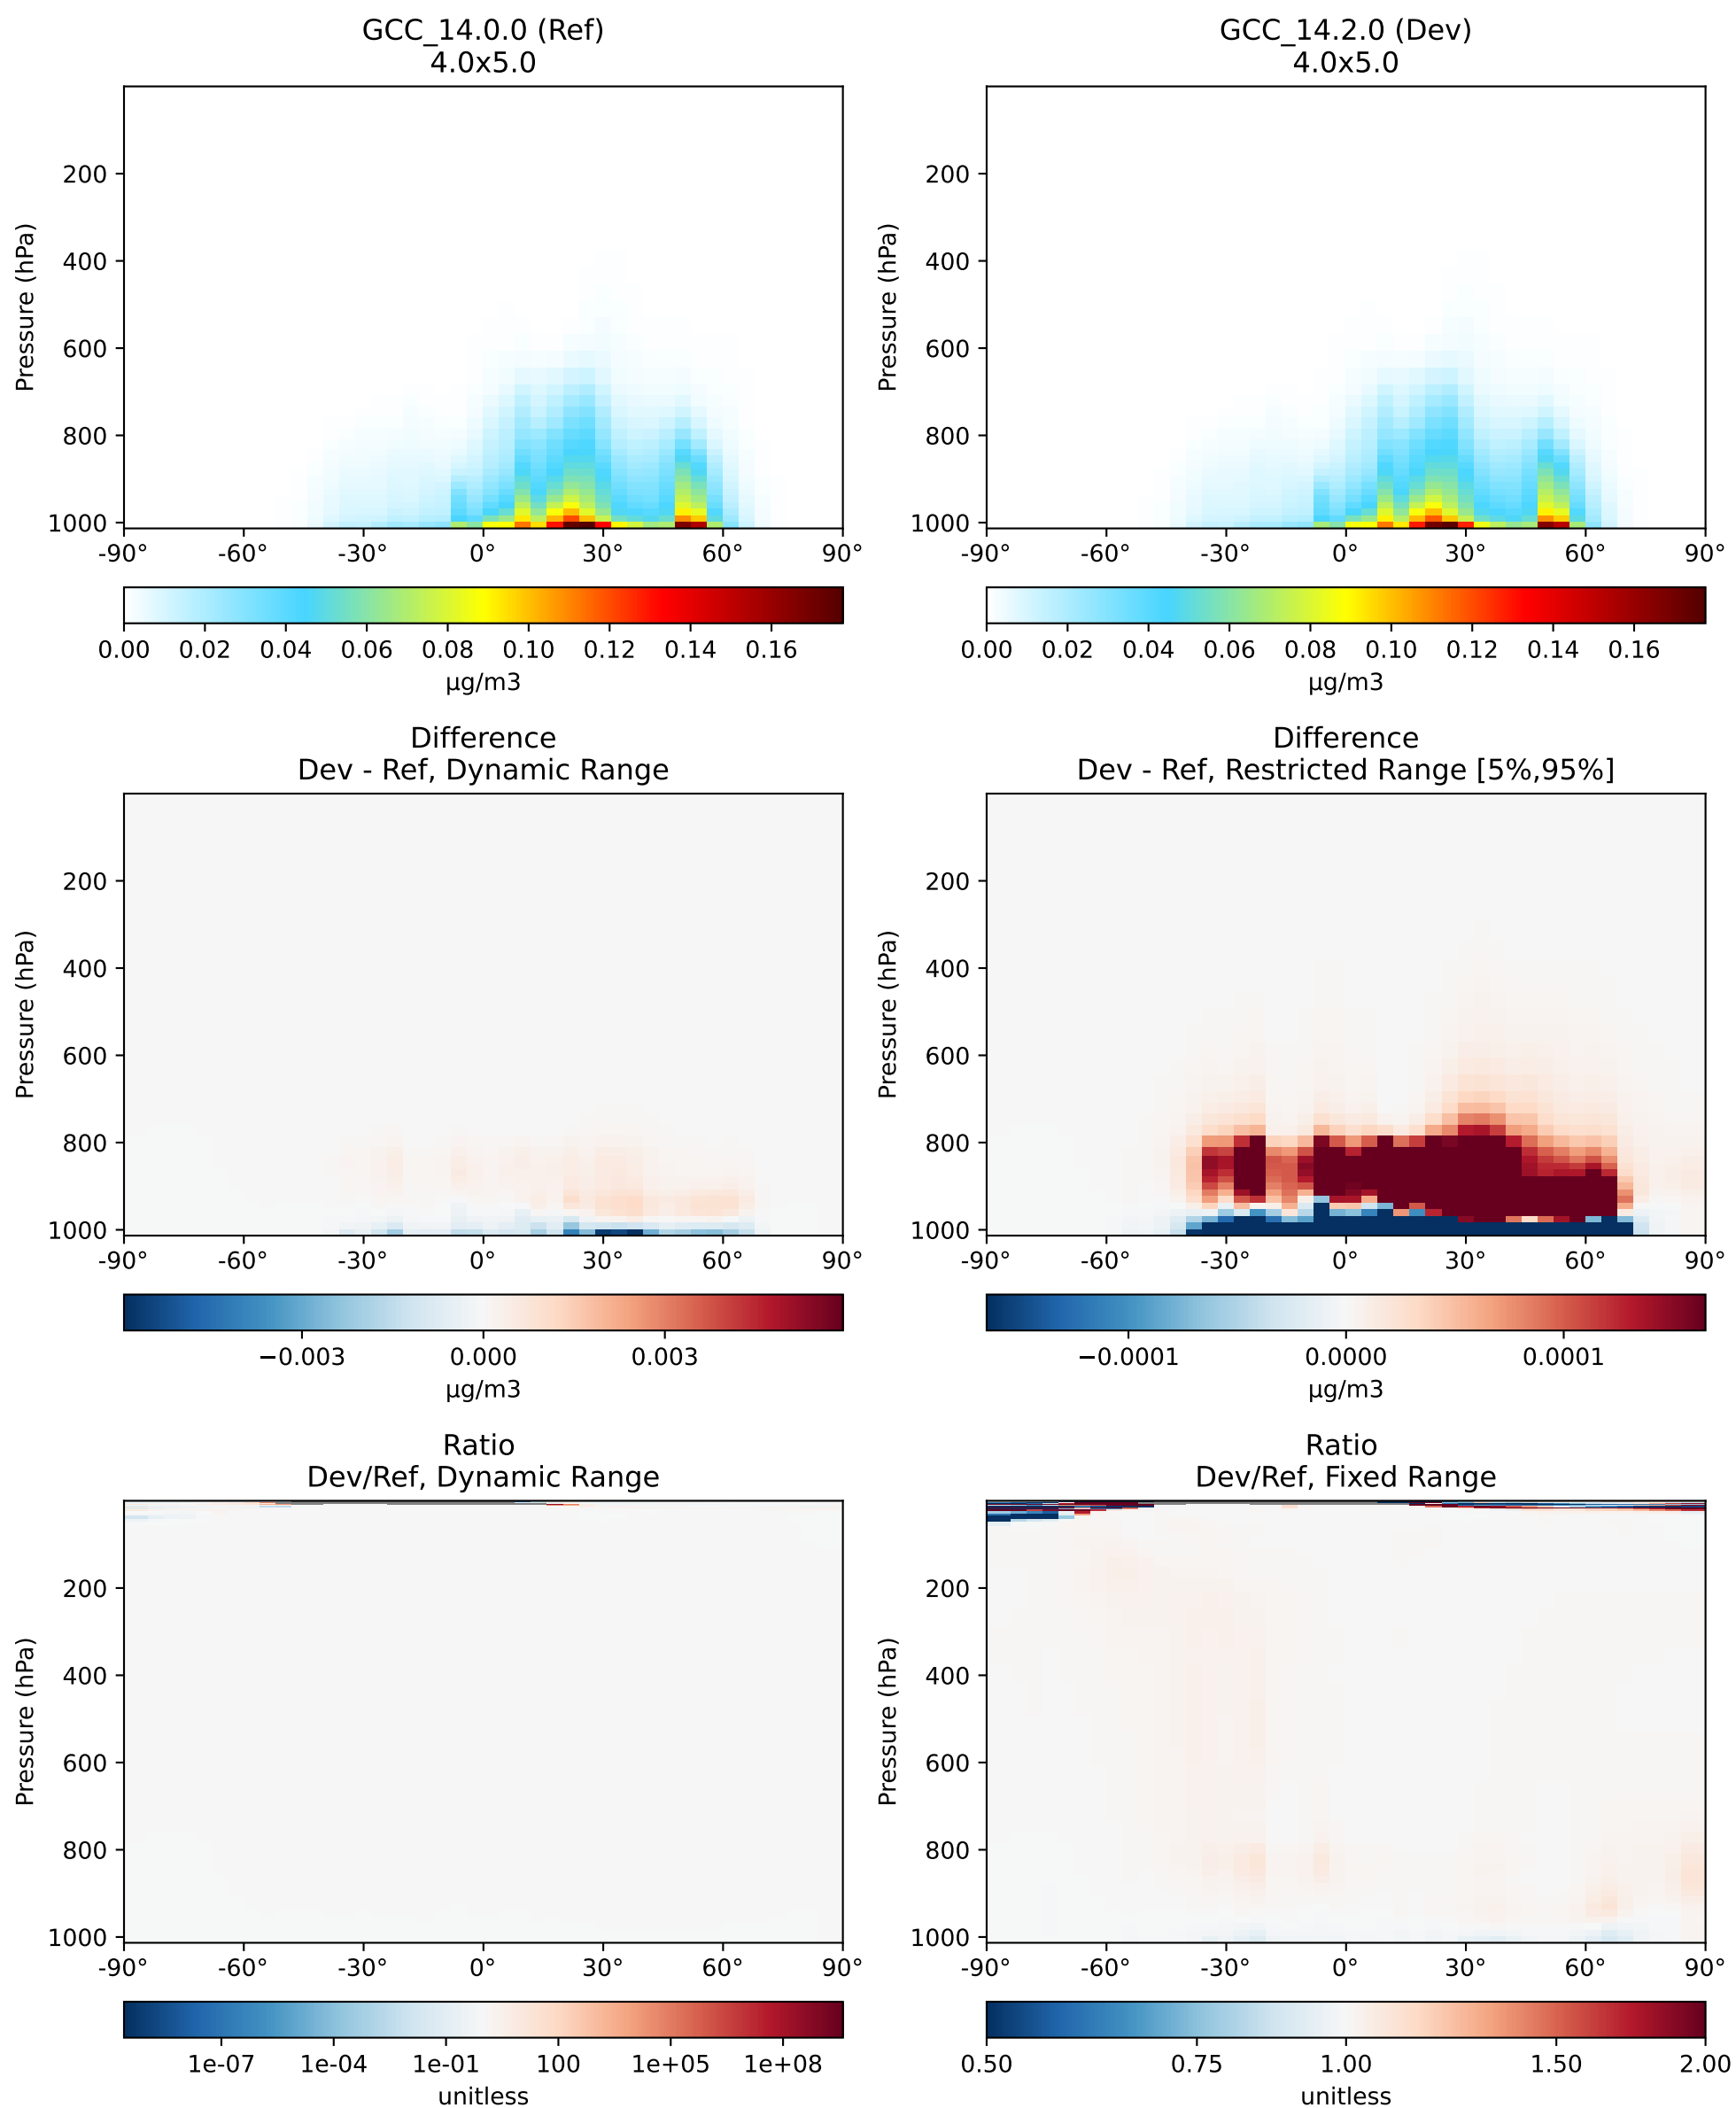 GCC_14.0.0 (Ref)
4.0x5.0
Pressure (hPa)
200
400
600
800
1000
-90° -60° -30° 0° 30° 60° 90°
0.00 0.02 0.04 0.06 0.08 0.10 0.12 0.14 0.16
µg/m3
GCC_14.2.0 (Dev)
4.0x5.0
Pressure (hPa)
200
400
600
800
1000
-90° -60° -30° 0° 30° 60° 90°
0.00 0.02 0.04 0.06 0.08 0.10 0.12 0.14 0.16
µg/m3
Difference
Dev - Ref, Dynamic Range
Pressure (hPa)
200
400
600
800
1000
-90° -60° -30° 0° 30° 60° 90°
−0.003 0.000 0.003
µg/m3
Difference
Dev - Ref, Restricted Range [5%,95%]
Pressure (hPa)
200
400
600
800
1000
-90° -60° -30° 0° 30° 60° 90°
−0.0001 0.0000 0.0001
µg/m3
Ratio
Dev/Ref, Dynamic Range
Pressure (hPa)
200
400
600
800
1000
-90° -60° -30° 0° 30° 60° 90°
1e-07 1e-04 1e-01 100 1e+05 1e+08
unitless
Ratio
Dev/Ref, Fixed Range
Pressure (hPa)
200
400
600
800
1000
-90° -60° -30° 0° 30° 60° 90°
0.50 0.75 1.00 1.50 2.00
unitless